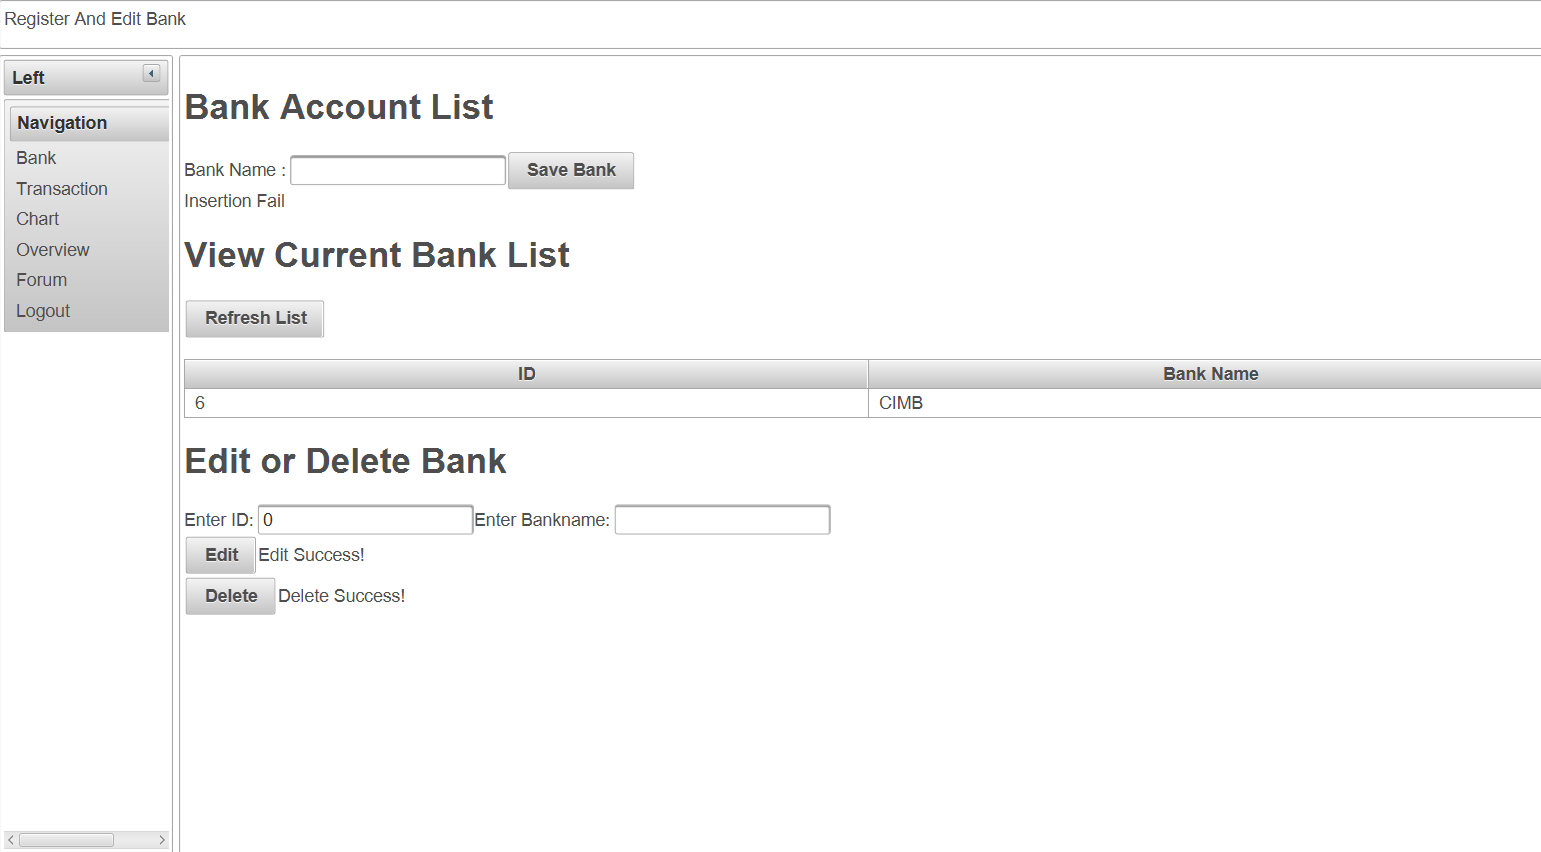 Register And Edit Bank
Left
Navigation
Bank
Transaction
Chart
Overview
Forum
Logout
Bank Account List
Bank Name : Save Bank
Insertion Fail
View Current Bank List
Refresh List
ID Bank Name
6 CIMB
Edit or Delete Bank
Enter ID: 0 Enter Bankname:
Edit Edit Success!
Delete Delete Success!